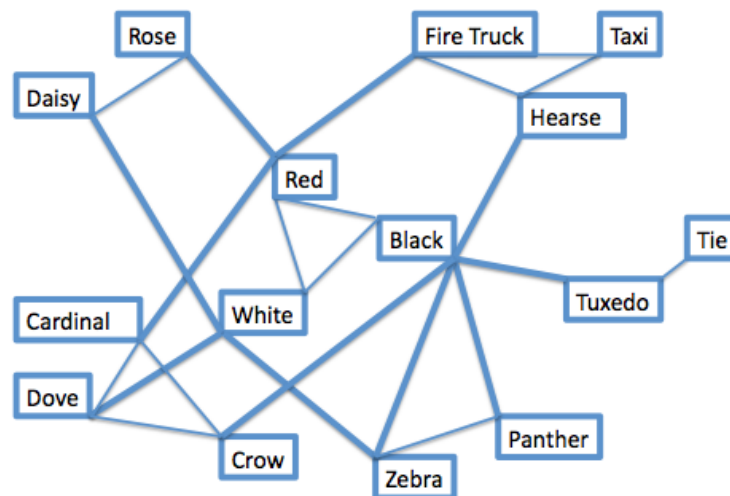 Rose
Fire Truck
Taxi
Daisy
Hearse
Red
Black
Tie
Tuxedo
Cardinal
White
Dove
Panther
Crow
Zebra